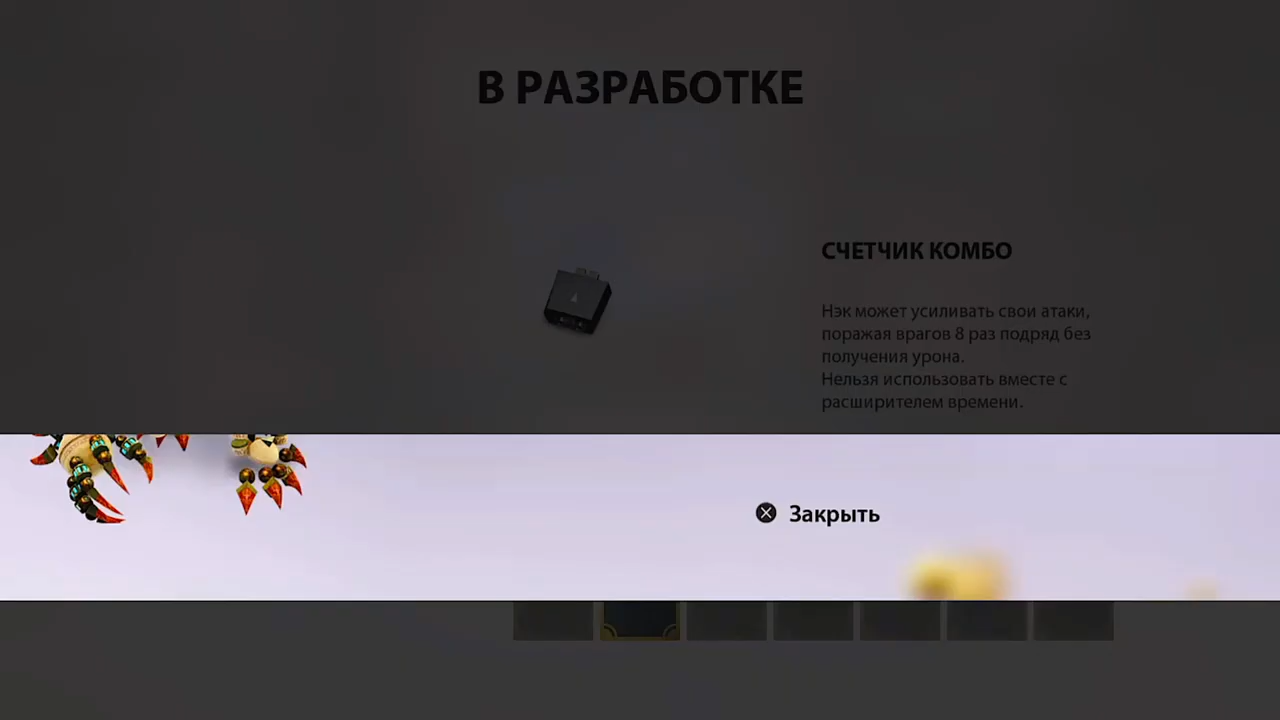 В РАЗРАБОТКЕ
СЧЕТЧИК КОМБО
Нэк может усиливать свои атаки,
поражая врагов 8 раз подряд без
получения урона.
Нельзя использовать вместе с
расширителем времени.
Закрыть